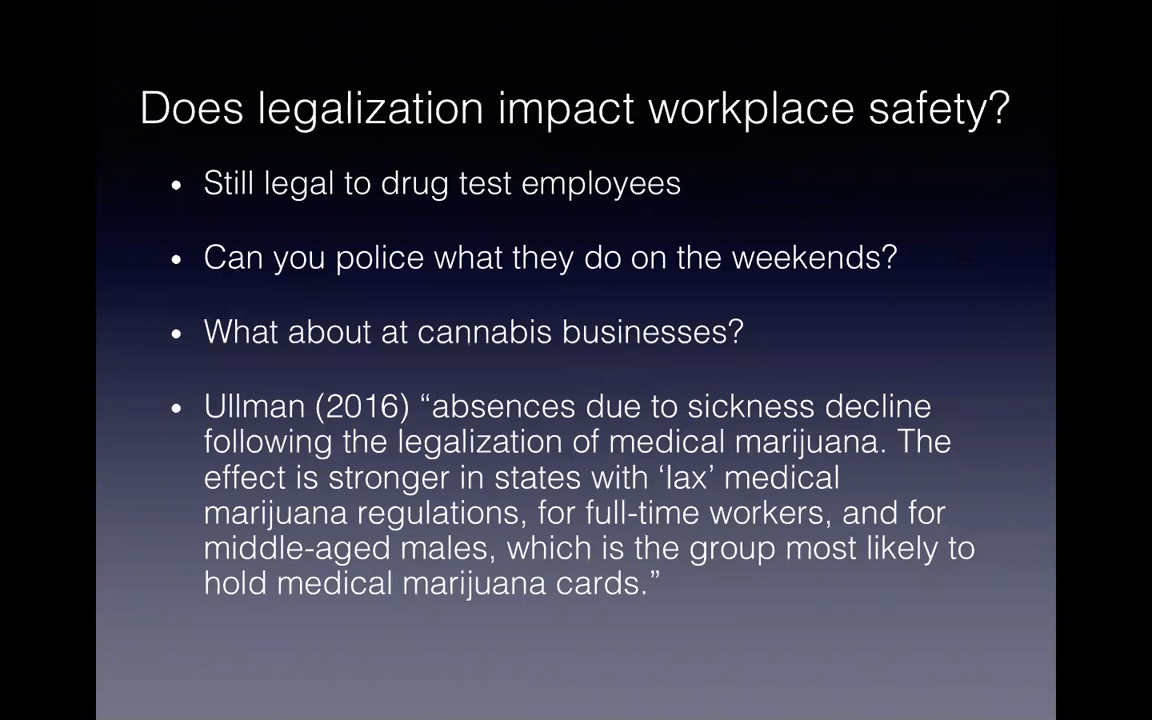 Does legalization impact workplace safety?
• Still legal to drug test employees
• Can you police what they do on the weekends?
• What about at cannabis businesses?
• Ullman (2016) “absences due to sickness decline
following the legalization of medical marijuana. The
effect is stronger in states with ‘lax’ medical
marijuana regulations, for full-time workers, and for
middle-aged males, which is the group most likely to
hold medical marijuana cards.”